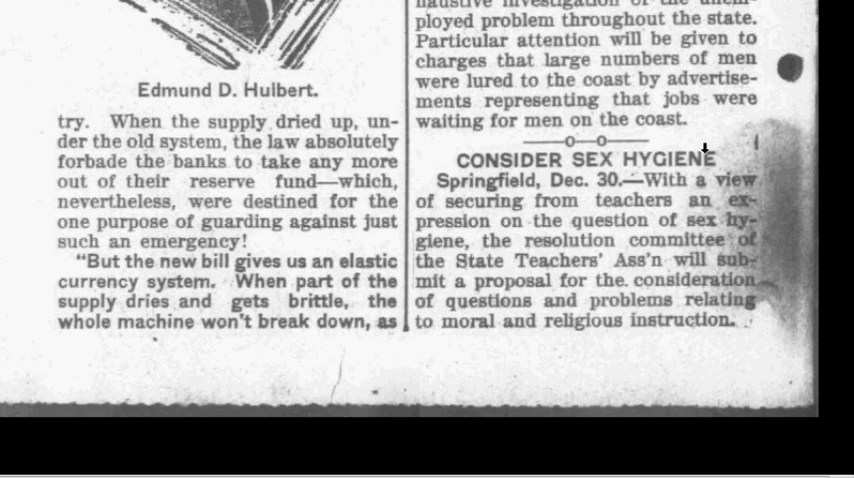 Edmund D. Hulbert.
try. When the supply dried up, un-
der the old system, the law absolutely
forbade the banks to take any more
out of their reserve fund—which,
nevertheless, were destined for the
one purpose of guarding against just
such an emergency!
"But the new bill gives us an elastic
currency system. When part of the
supply dries and gets brittle, the
whole machine won't break down, as
haustive investigation of the unem-
ployed problem throughout the state.
Particular attention will be given to
charges that large numbers of men
were lured to the coast by advertise-
ments representing that jobs were
waiting for men on the coast.
—o—o—
CONSIDER SEX HYGIENE
Springfield, Dec. 30.—With a view
of securing from teachers an ex-
pression on the question of sex hy-
giene, the resolution committee of
the State Teachers' Ass'n will sub-
mit a proposal for the consideration
of questions and problems relating
to moral and religious instruction.